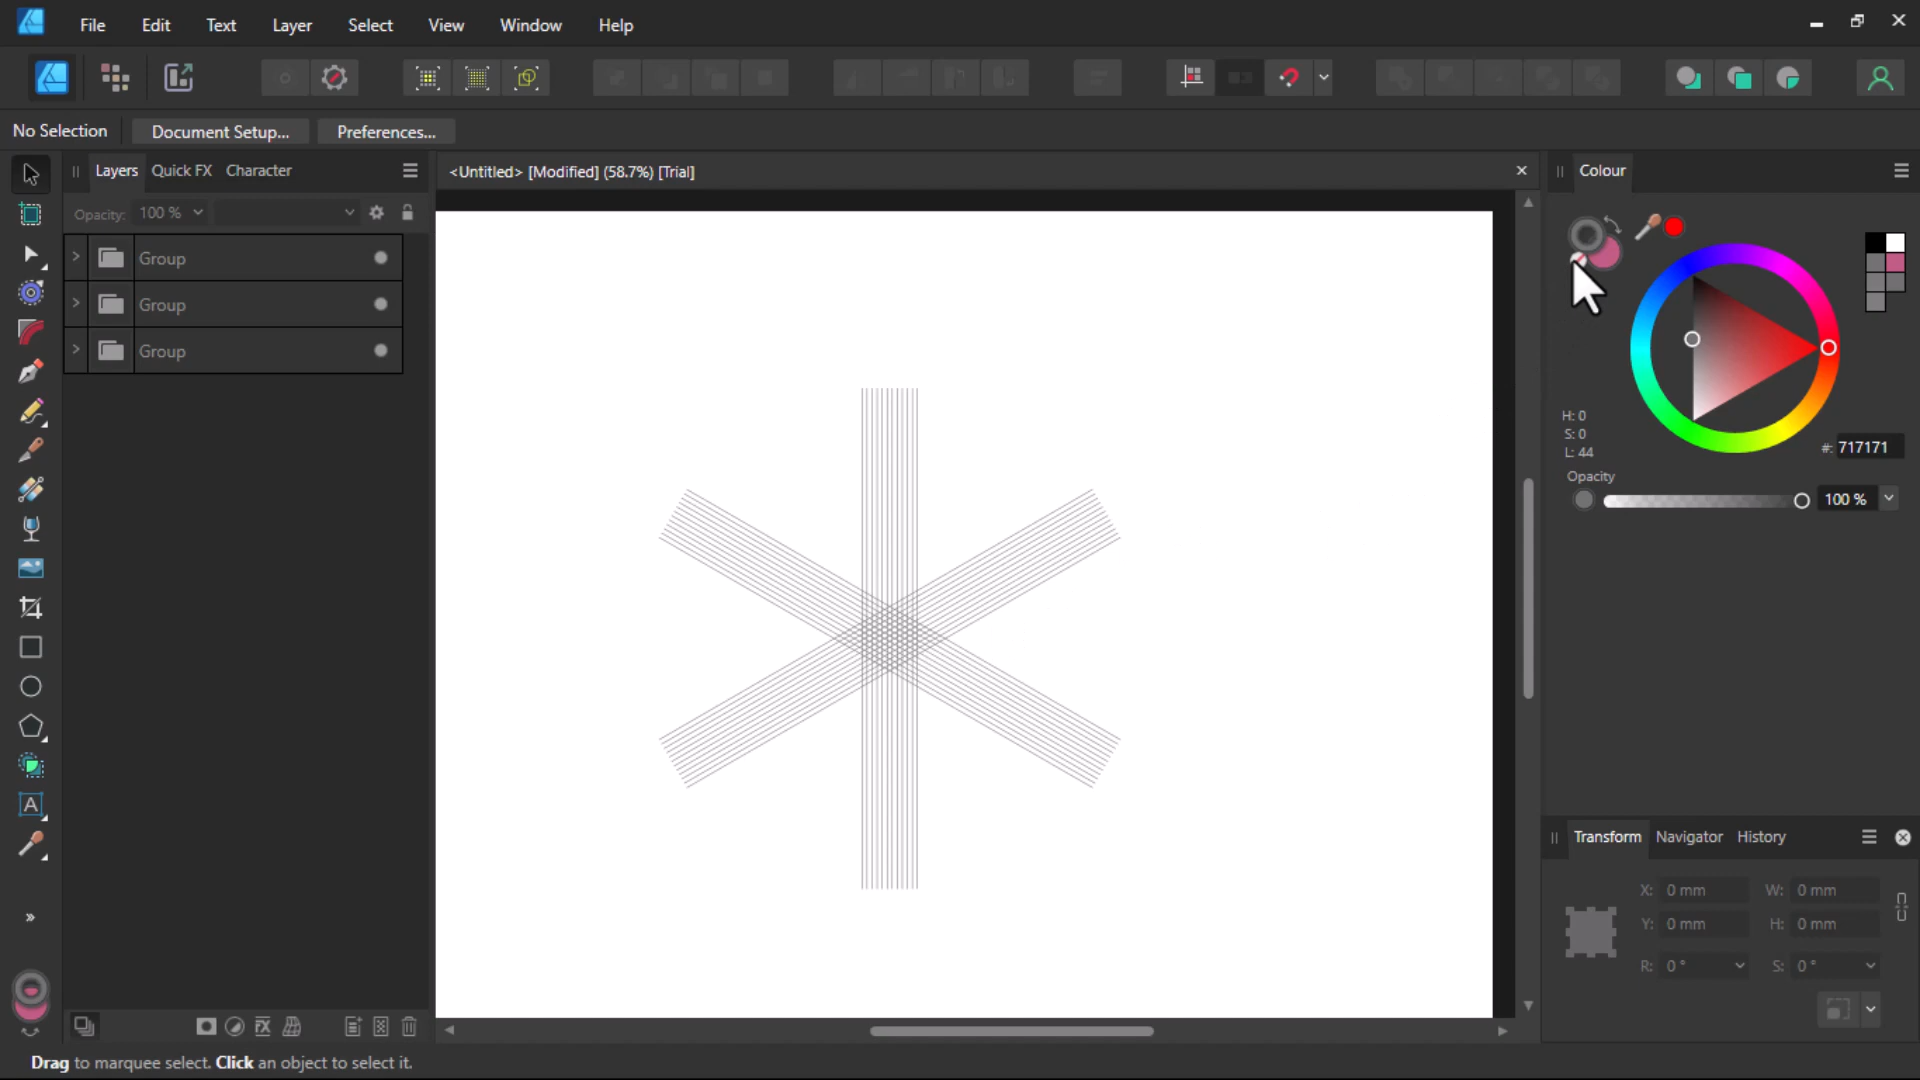 File Edit Text Layer Select View Window Help
No Selection Document Setup... Preferences...
Layers Quick FX Character
<Untitled> [Modified] (58.7%) [Trial]
Colour
Opacity: 100 %
Group
Group
Group
H: 0
S: 0
L: 44
#: 717171
Opacity
100 %
Transform Navigator History
X: 0 mm W: 0 mm
Y: 0 mm H: 0 mm
R: 0 ° S: 0 °
Drag to marquee select. Click an object to select it.